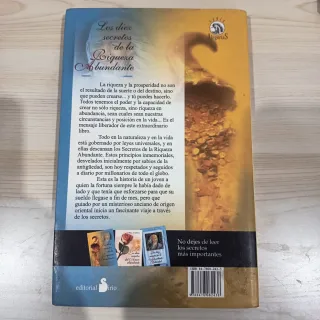 Los diez
secretos
de la
Riqueza
Abundante
La riqueza y la prosperidad no son
el resultado de la suerte o del destino, sino
que pueden crearse... y tú puedes hacerlo.
Todos tenemos el poder y la capacidad de
crear no sólo riqueza, sino riqueza en
abundancia, sean cuales sean nuestras
circunstancias y posición en la vida... Es el
mensaje liberador de este extraordinario
libro.
Todo en la naturaleza y en la vida
está gobernado por leyes universales, y en
ellas descansan los Secretos de la Riqueza
Abundante. Estos principios inmemoriales,
desvelados inicialmente por sabios de la
antigüedad, son hoy respetados y seguidos
a diario por millonarios de todo el globo.
Esta es la historia de un joven a
quien la fortuna siempre le había dado de
lado y que tenía que esforzarse para que su
sueldo llegase a fin de mes, pero que
guiado por un misterioso anciano de origen
oriental inicio un fascinante viaje a
través de los secretos.
No dejes de leer
los secretos
más importantes
editorial Sirio